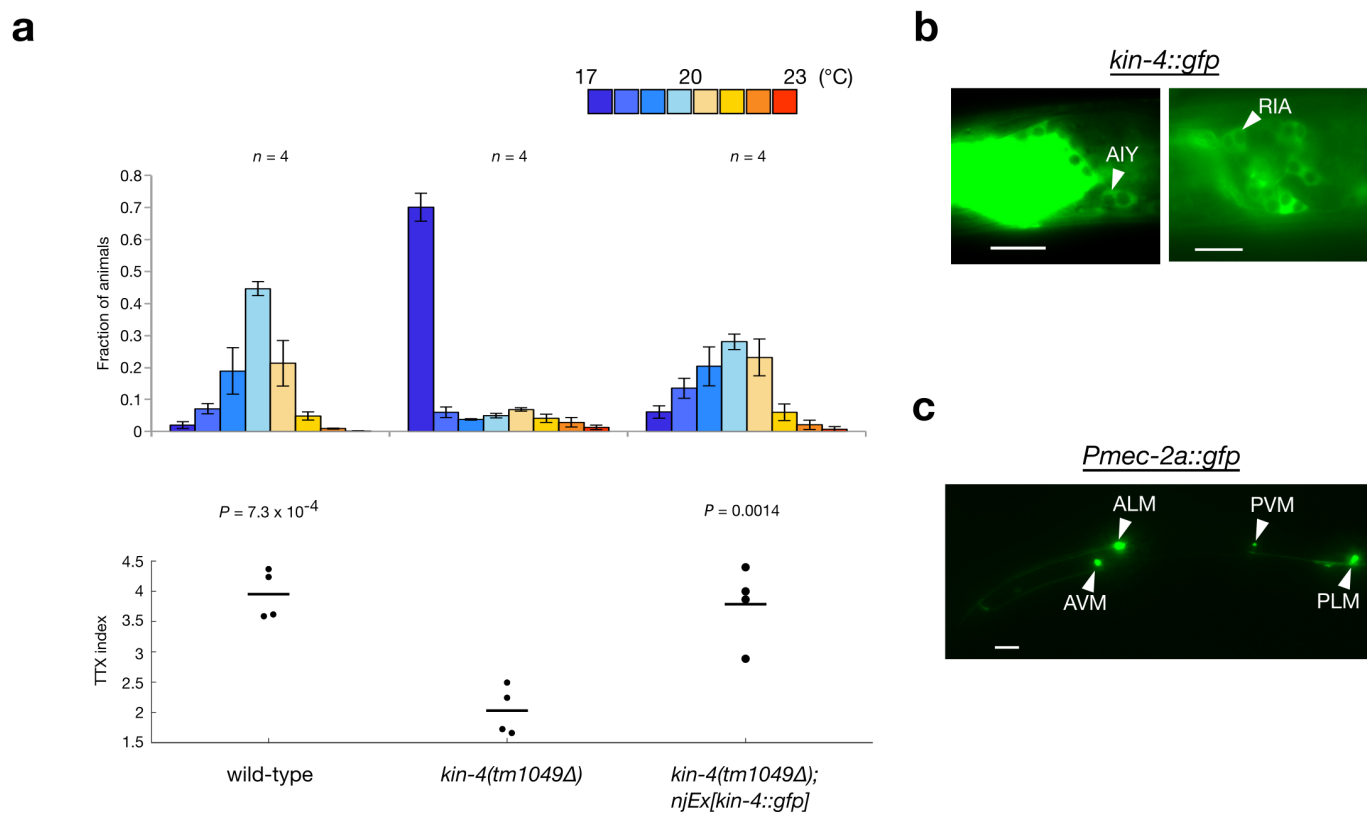 a
17 20 23 (°C)
n = 4 n = 4 n = 4
Fraction of animals
0.8
0.7
0.6
0.5
0.4
0.3
0.2
0.1
0
P = 7.3 x 10⁻⁴ P = 0.0014
TTX index
4.5
4
3.5
3
2.5
2
1.5
wild-type kin-4(tm1049Δ) kin-4(tm1049Δ);
njEx[kin-4::gfp]
b
kin-4::gfp
AIY
RIA
c
Pmec-2a::gfp
ALM PVM
AVM PLM